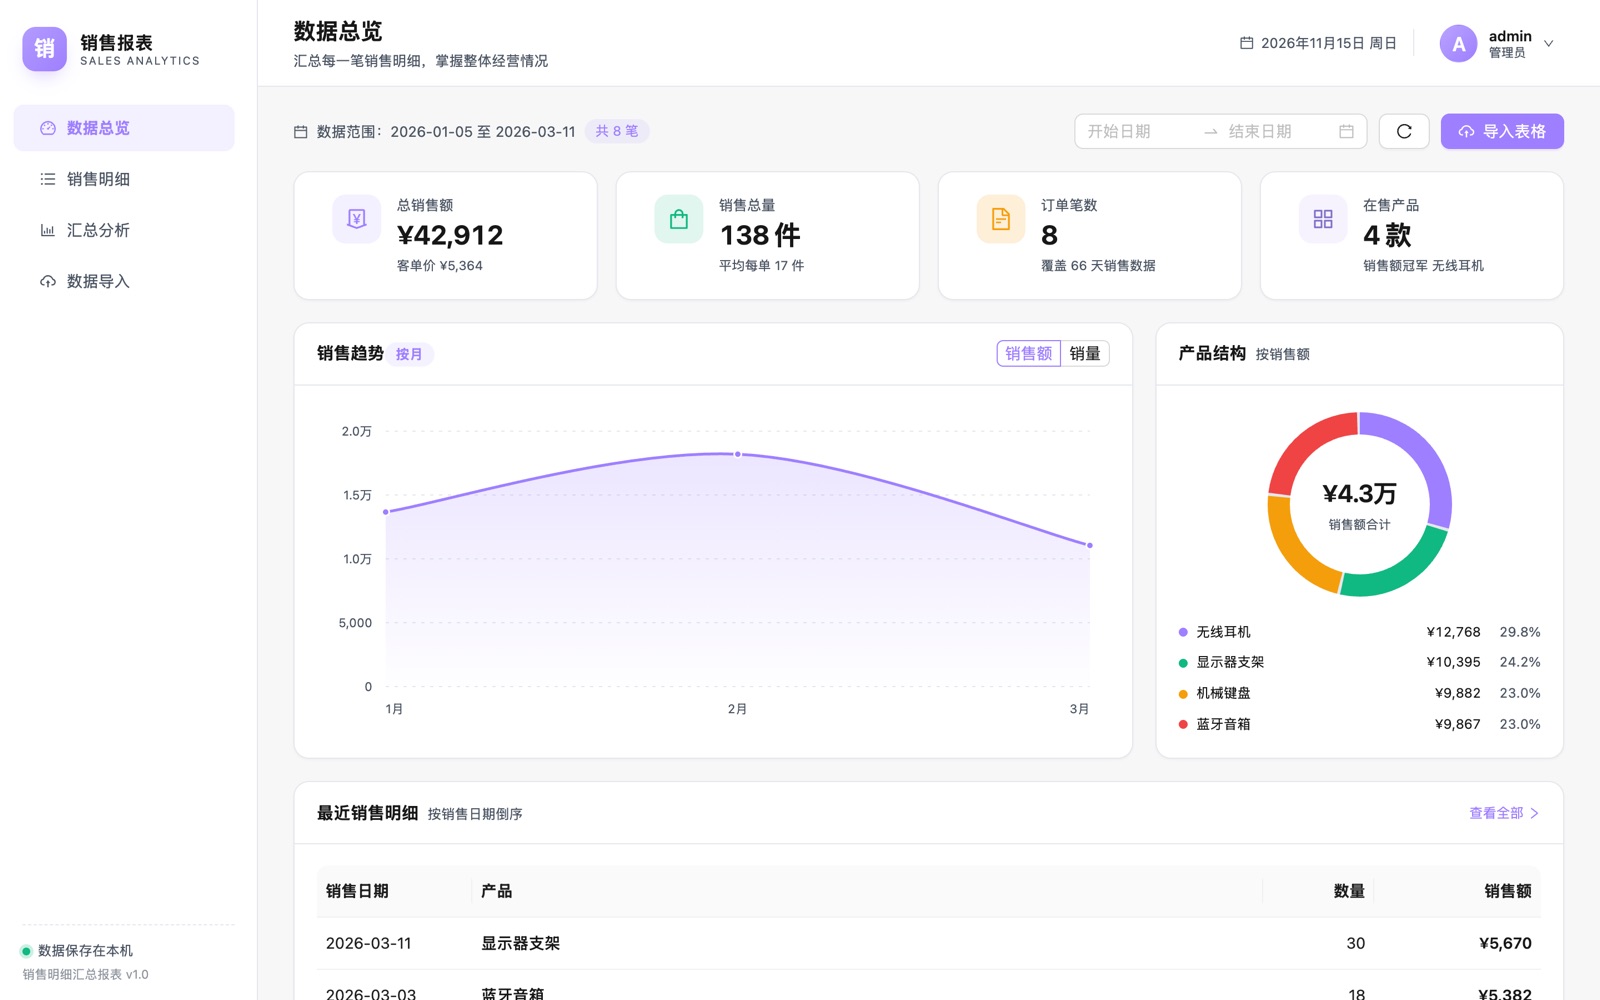 销
销售报表
SALES ANALYTICS
数据总览
销售明细
汇总分析
数据导入
数据保存在本机
销售明细汇总报表 v1.0
数据总览
汇总每一笔销售明细，掌握整体经营情况
2026年11月15日 周日
A
admin
管理员
数据范围：2026-01-05 至 2026-03-11 共 8 笔
开始日期 → 结束日期
导入表格
总销售额
¥42,912
客单价 ¥5,364
销售总量
138 件
平均每单 17 件
订单笔数
8
覆盖 66 天销售数据
在售产品
4 款
销售额冠军 无线耳机
销售趋势 按月
销售额 销量
2.0万
1.5万
1.0万
5,000
0
1月 2月 3月
产品结构 按销售额
¥4.3万
销售额合计
无线耳机 ¥12,768 29.8%
显示器支架 ¥10,395 24.2%
机械键盘 ¥9,882 23.0%
蓝牙音箱 ¥9,867 23.0%
最近销售明细 按销售日期倒序
查看全部
销售日期 产品 数量 销售额
2026-03-11 显示器支架 30 ¥5,670
2026-03-03 蓝牙音箱 18 ¥5,382